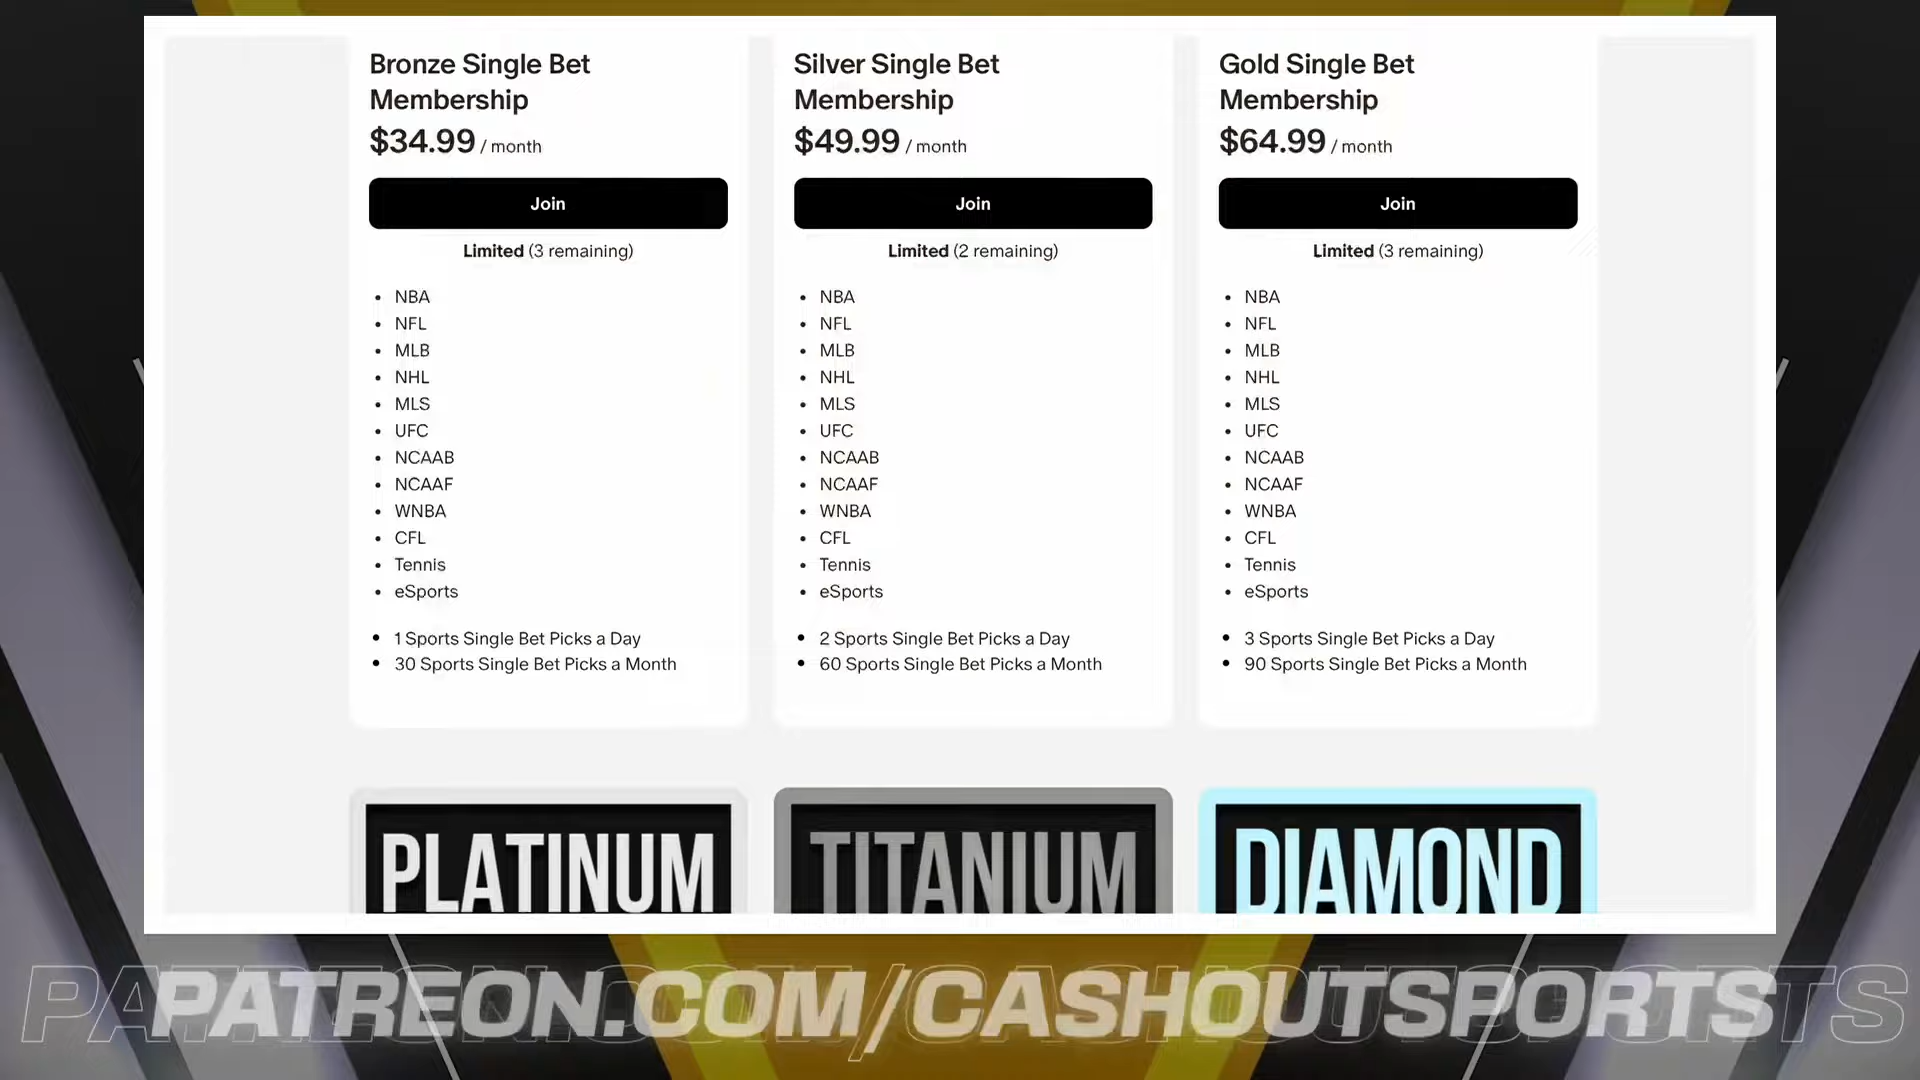 Bronze Single Bet
Membership
$34.99 / month
Join
Limited (3 remaining)
• NBA
• NFL
• MLB
• NHL
• MLS
• UFC
• NCAAB
• NCAAF
• WNBA
• CFL
• Tennis
• eSports
• 1 Sports Single Bet Picks a Day
• 30 Sports Single Bet Picks a Month
Silver Single Bet
Membership
$49.99 / month
Join
Limited (2 remaining)
• NBA
• NFL
• MLB
• NHL
• MLS
• UFC
• NCAAB
• NCAAF
• WNBA
• CFL
• Tennis
• eSports
• 2 Sports Single Bet Picks a Day
• 60 Sports Single Bet Picks a Month
Gold Single Bet
Membership
$64.99 / month
Join
Limited (3 remaining)
• NBA
• NFL
• MLB
• NHL
• MLS
• UFC
• NCAAB
• NCAAF
• WNBA
• CFL
• Tennis
• eSports
• 3 Sports Single Bet Picks a Day
• 90 Sports Single Bet Picks a Month
PLATINUM
TITANIUM
DIAMOND
PATREON.COM/CASHOUTSPORTS